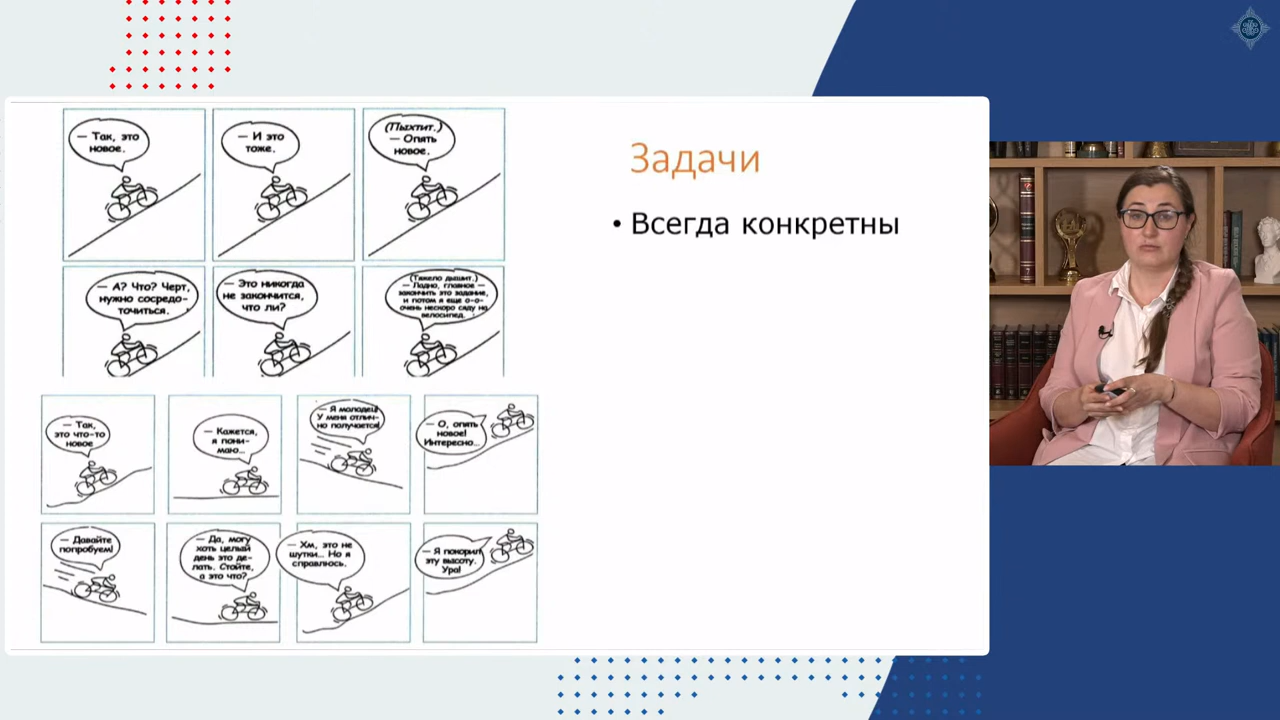 — Так, это
новое.
— И это
тоже.
(Пыхтит.)
— Опять
новое.
— А? Что? Черт,
нужно сосредо-
точиться.
— Это никогда
не закончится,
что ли?
(Тяжело дышит.)
— Ладно, главное —
закончить это задание,
и потом я еще о-о-
очень нескоро сяду на
велосипед.
— Так,
это что-то
новое
— Кажется,
я пони-
маю...
— Я молодец!
У меня отлич-
но получается!
— О, опять
новое!
Интересно...
— Давайте
попробуем!
— Да, могу
хоть целый
день это де-
лать. Стойте,
а это что?
— Хм, это не
шутки... Но я
справлюсь.
— Я покорил
эту высоту.
Ура!
Задачи
• Всегда конкретны